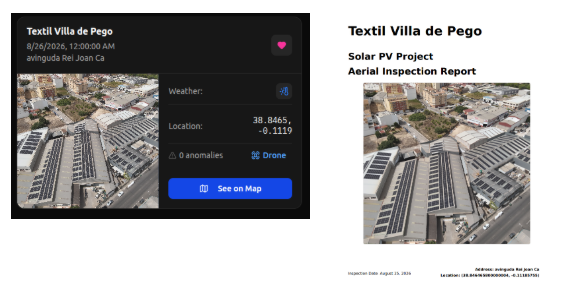 Textil Villa de Pego
8/26/2026, 12:00:00 AM
avinguda Rei Joan Ca
Weather:
Location:
38.8465,
-0.1119
0 anomalies
Drone
See on Map
Textil Villa de Pego
Solar PV Project
Aerial Inspection Report
Inspection Date: August 25, 2026
Address: avinguda Rei Joan Ca